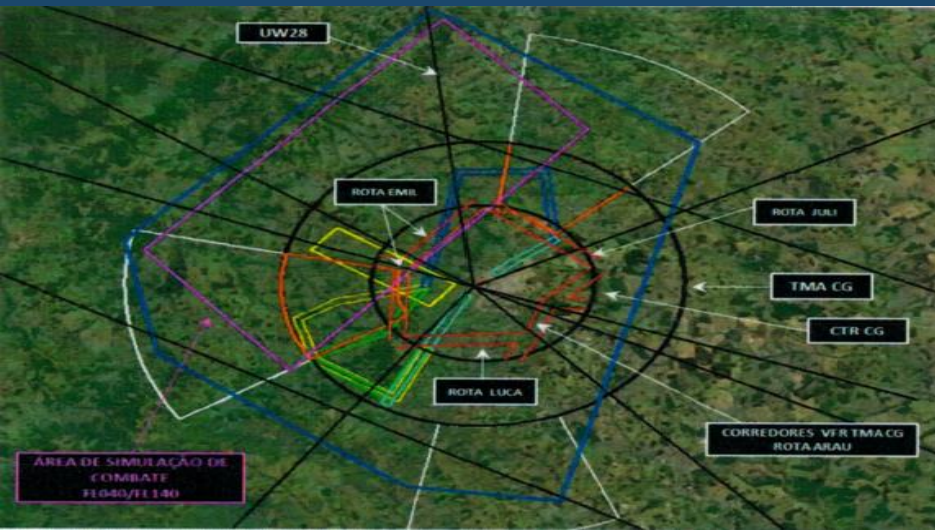 UW28
ROTA EMIL
ROTA JULI
TMA CG
CTR CG
ROTA LUCA
CORREDORES VFR TMA CG
ROTA ARAU
ÁREA DE SIMULAÇÃO DE
COMBATE
FL040/FL140